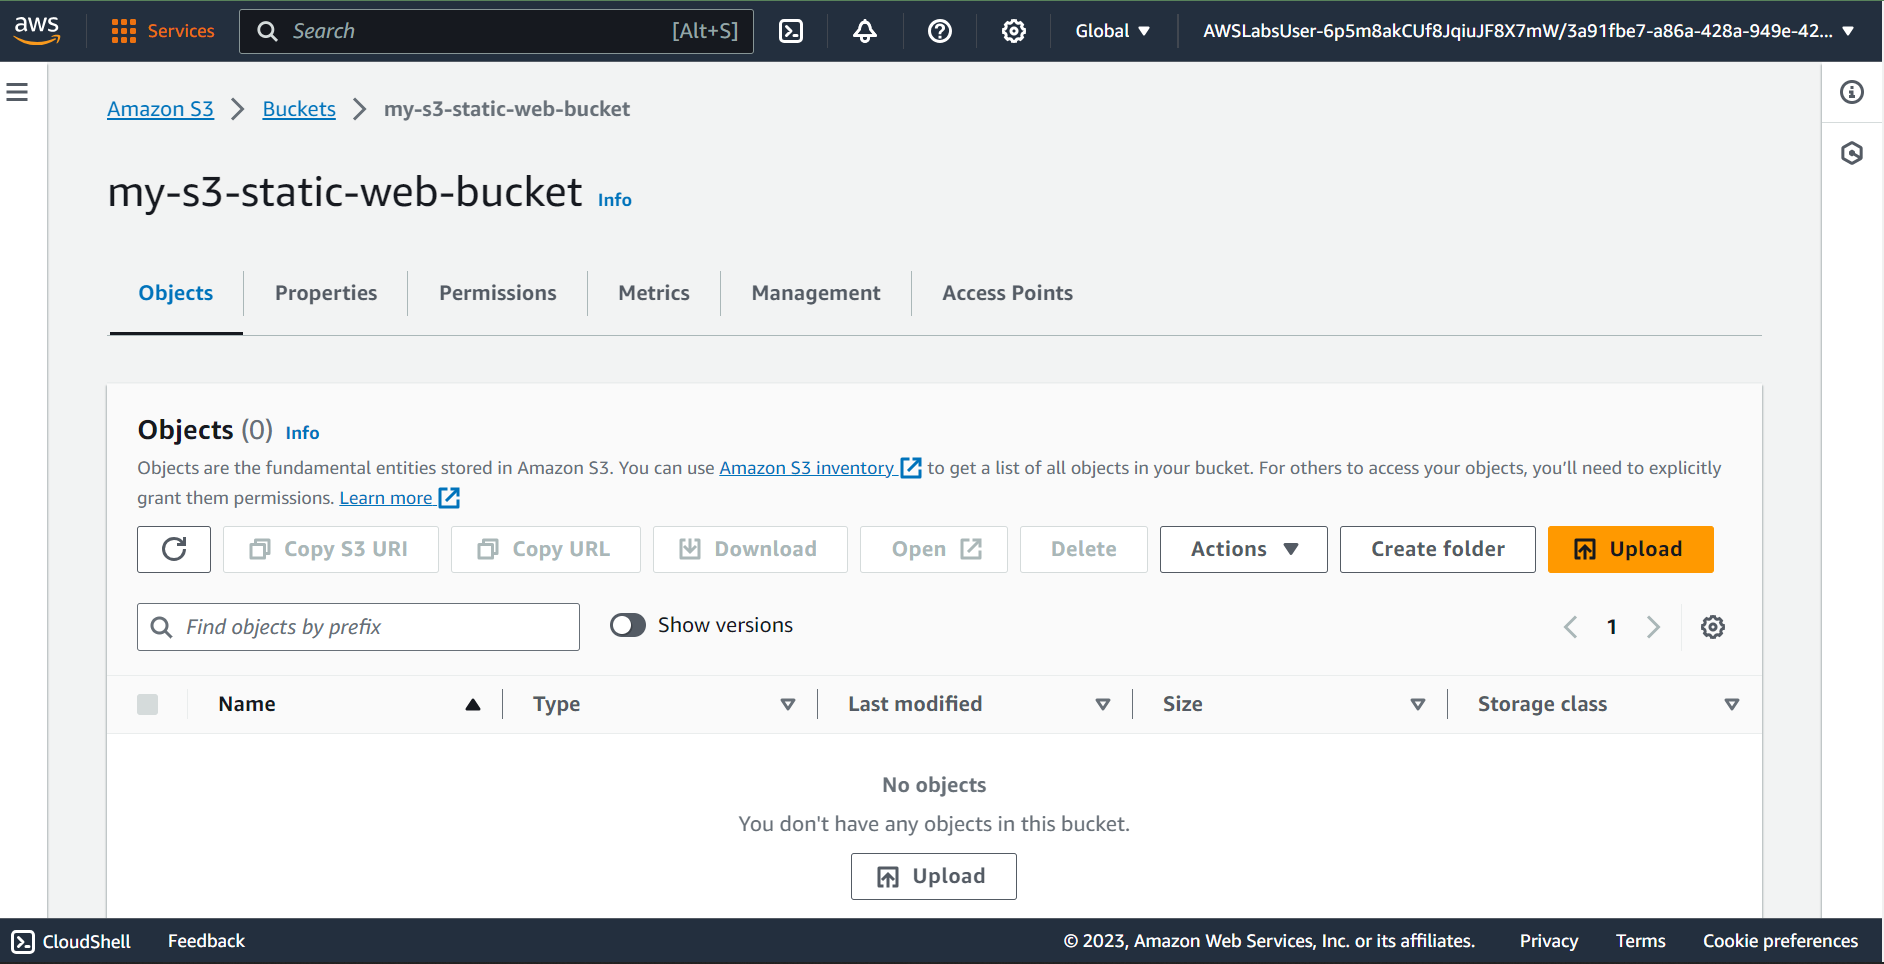 aws Services Search [Alt+S] Global AWSLabsUser-6p5m8akCUf8JqiuJF8X7mW/3a91fbe7-a86a-428a-949e-42...
Amazon S3 Buckets my-s3-static-web-bucket
my-s3-static-web-bucket Info
Objects Properties Permissions Metrics Management Access Points
Objects (0) Info
Objects are the fundamental entities stored in Amazon S3. You can use Amazon S3 inventory to get a list of all objects in your bucket. For others to access your objects, you’ll need to explicitly
grant them permissions. Learn more
Copy S3 URI Copy URL Download Open Delete Actions Create folder Upload
Find objects by prefix Show versions 1
Name Type Last modified Size Storage class
No objects
You don't have any objects in this bucket.
Upload
CloudShell Feedback © 2023, Amazon Web Services, Inc. or its affiliates. Privacy Terms Cookie preferences